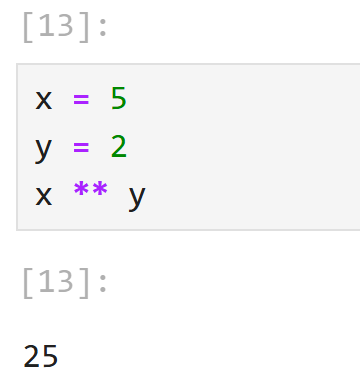 [13]:
x = 5
y = 2
x ** y
[13]:
25